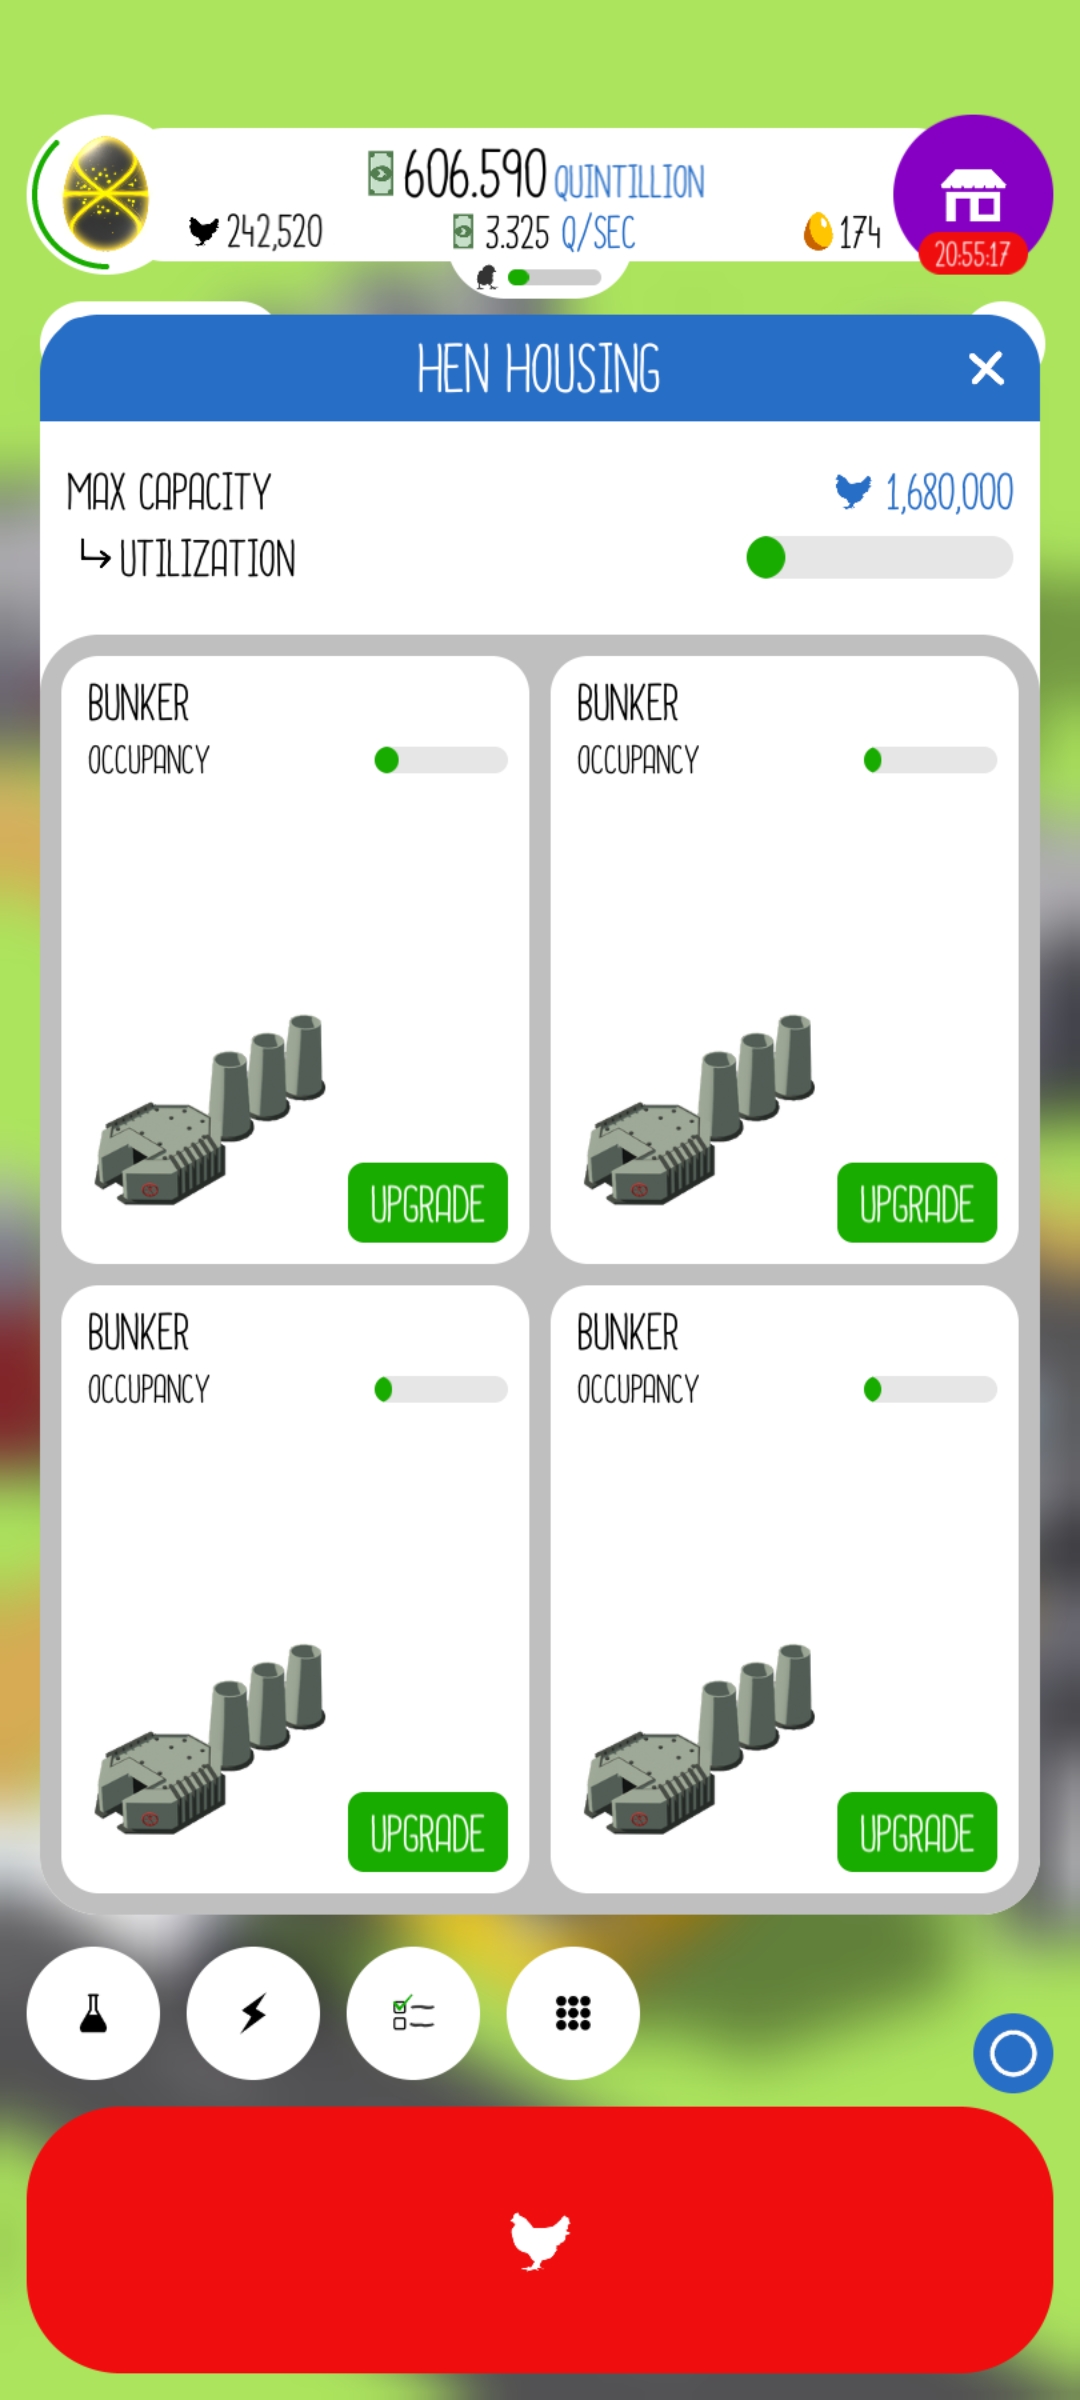 606.590 QUINTILLION
242,520 3.325 Q/SEC 174
20:55:17
HEN HOUSING
MAX CAPACITY 1,680,000
UTILIZATION
BUNKER BUNKER
OCCUPANCY OCCUPANCY
UPGRADE UPGRADE
BUNKER BUNKER
OCCUPANCY OCCUPANCY
UPGRADE UPGRADE